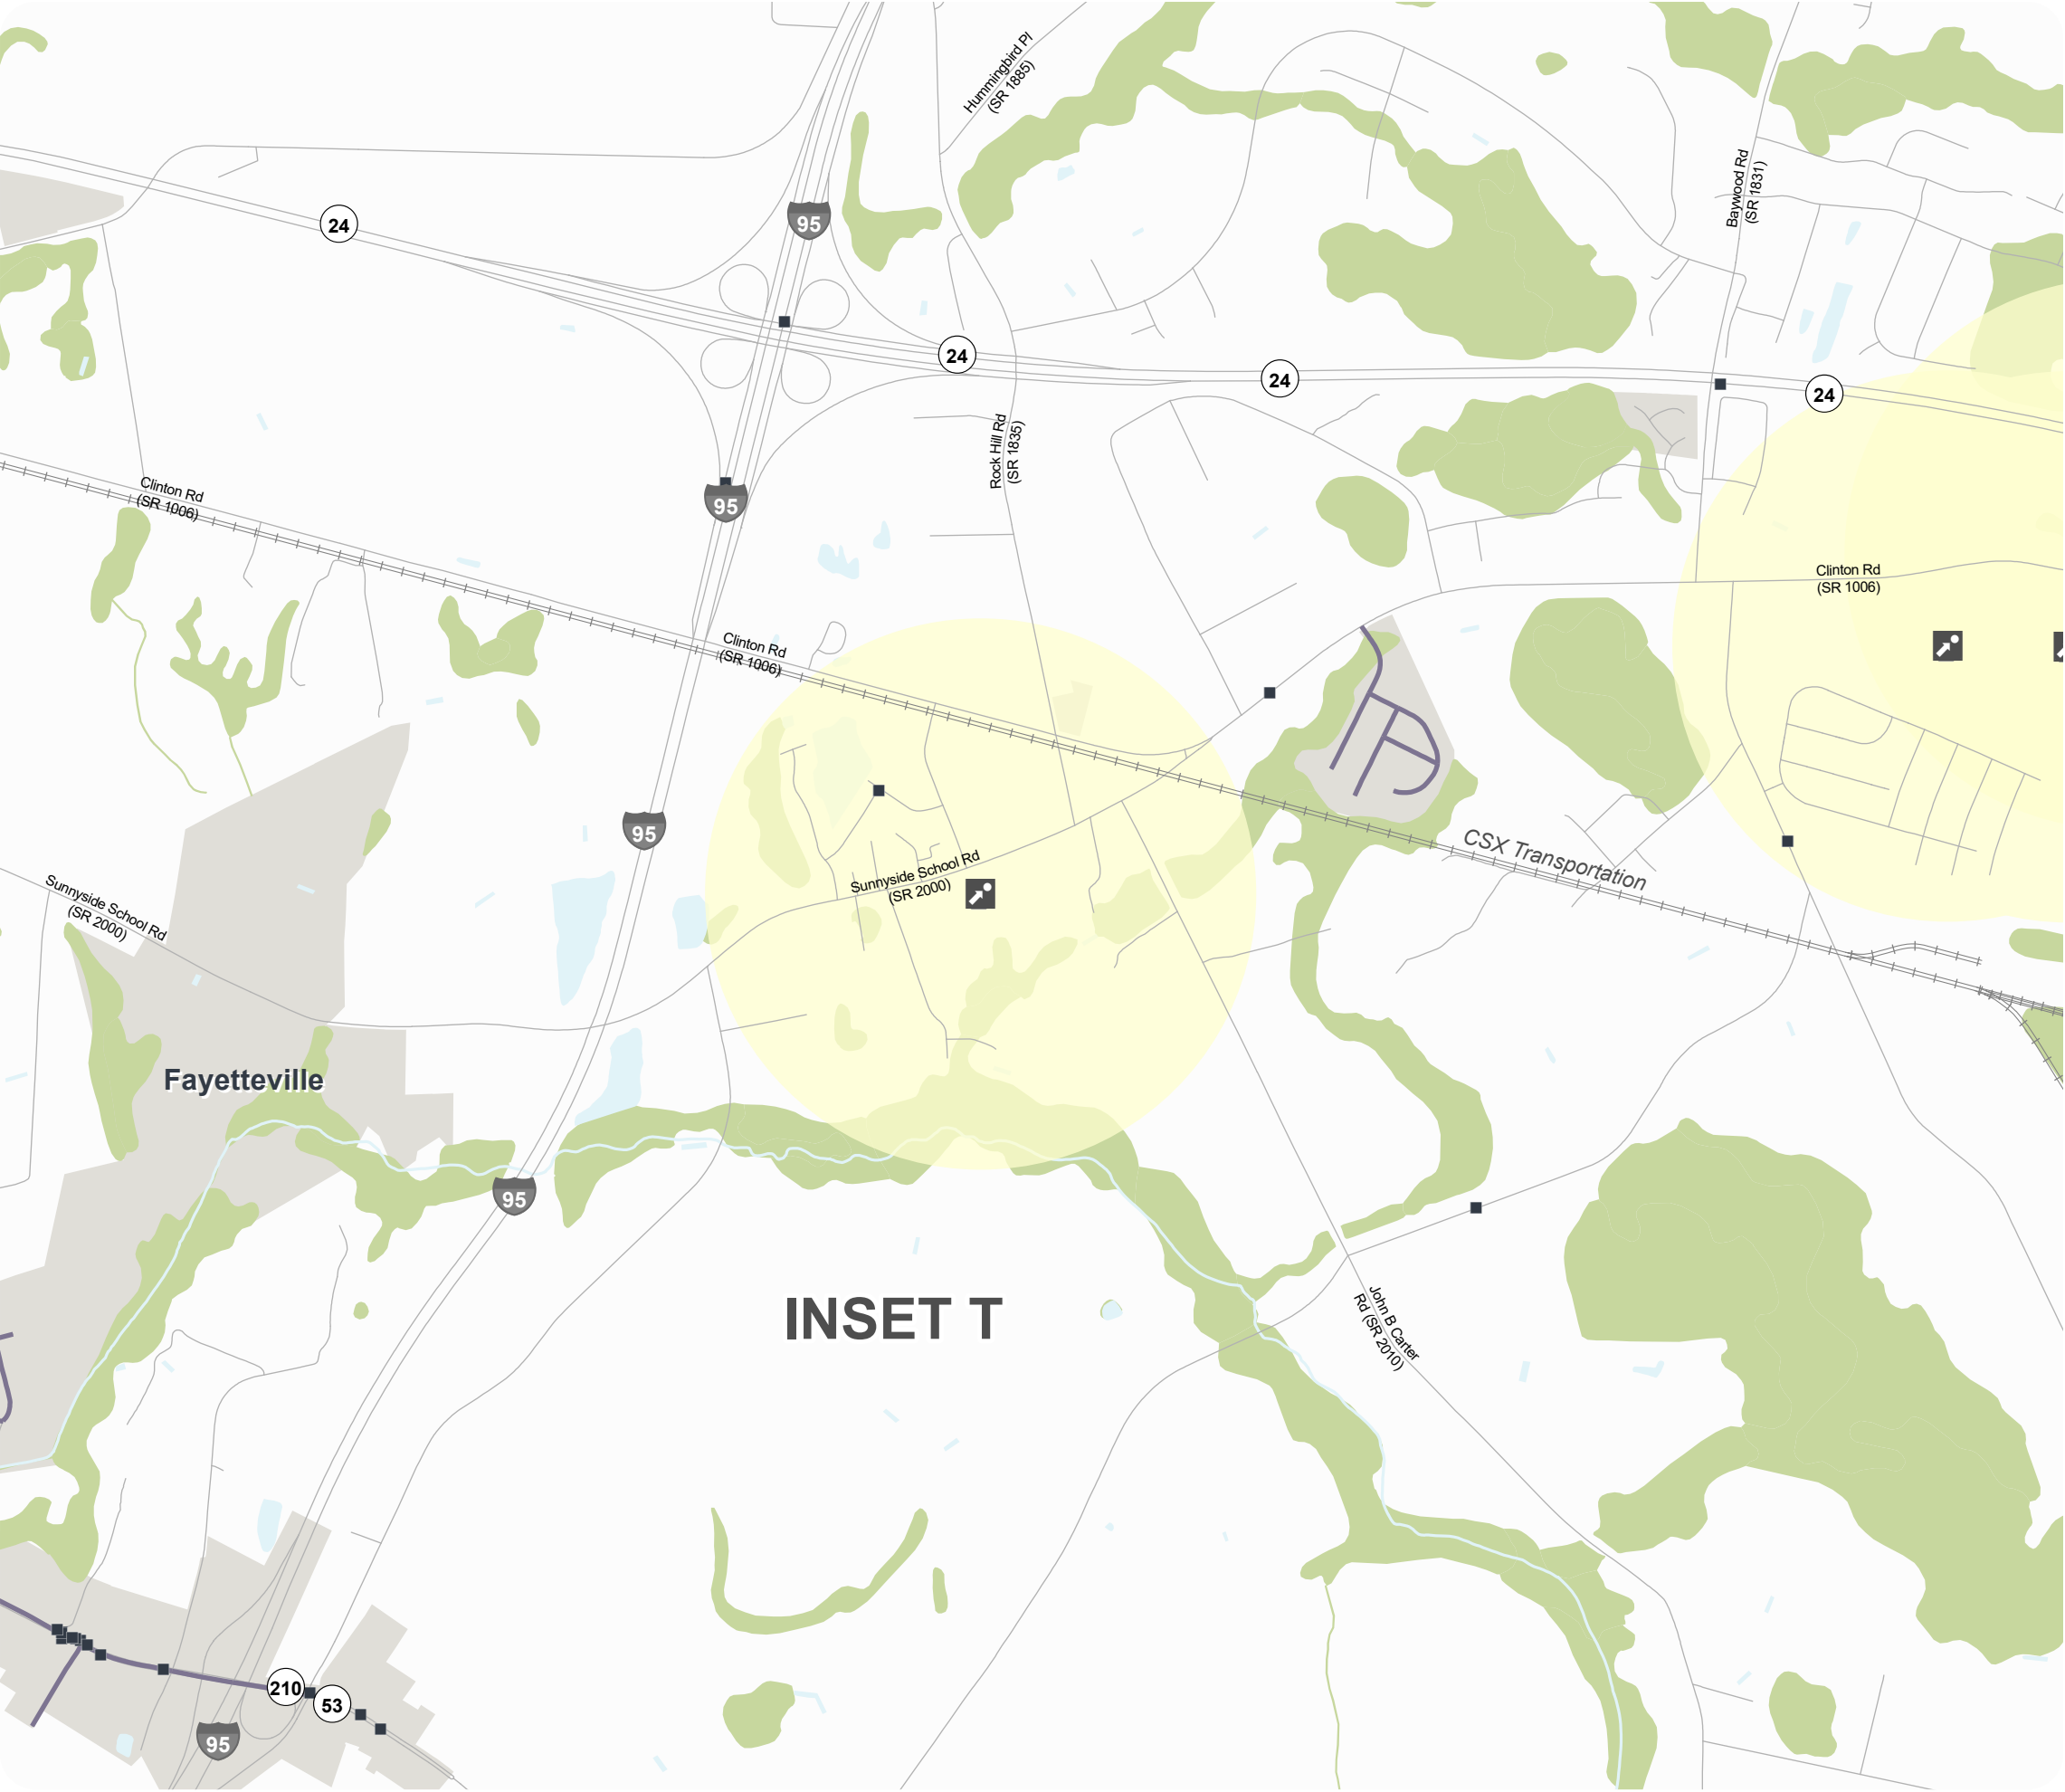 Hummingbird Pl
(SR 1885)
Baywood Rd
(SR 1831)
24
95
24
24
24
Rock Hill Rd
(SR 1835)
Clinton Rd
(SR 1006)
95
Clinton Rd
(SR 1006)
Clinton Rd
(SR 1006)
95
CSX Transportation
Sunnyside School Rd
(SR 2000)
Sunnyside School Rd
(SR 2000)
Fayetteville
95
INSET T
John B Carter
Rd (SR 2010)
210
53
95